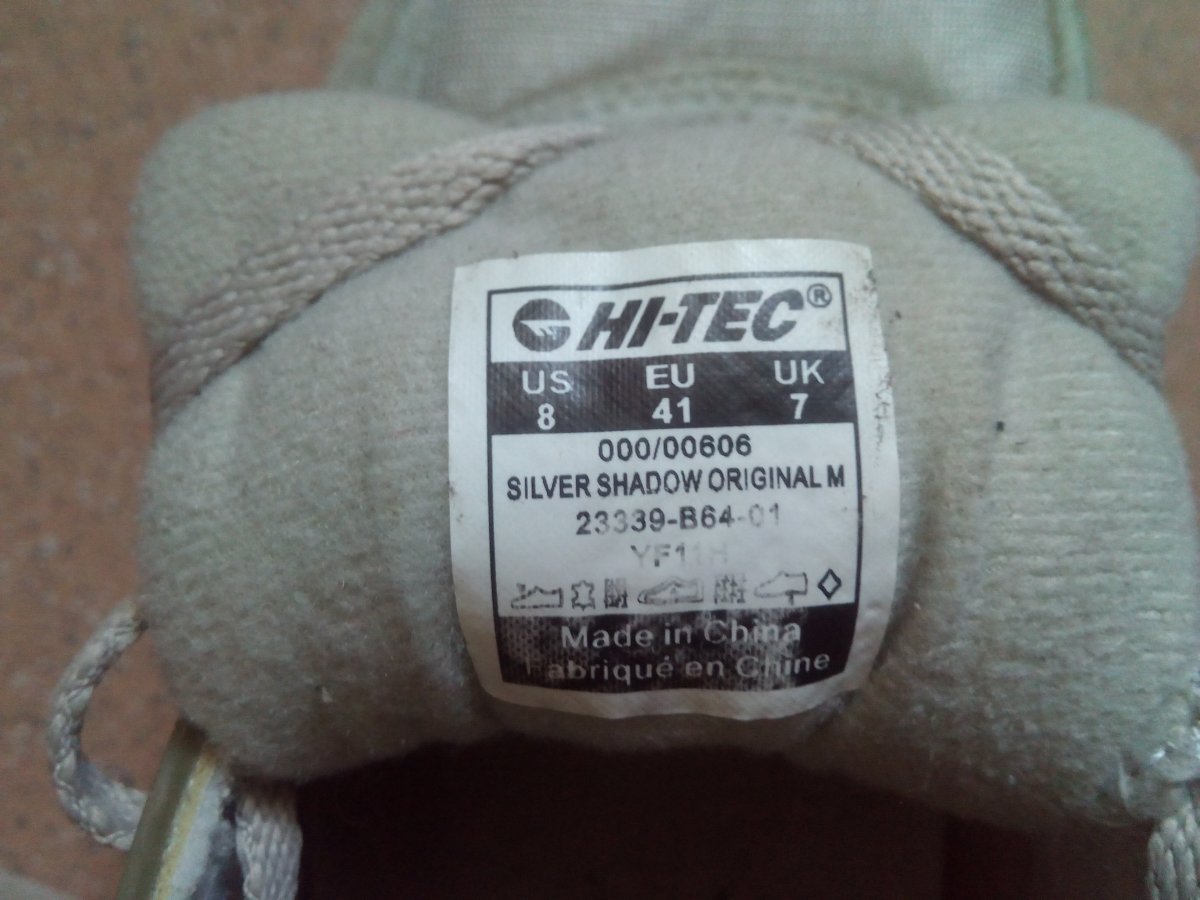 HI-TEC®
US EU UK
8 41 7
000/00606
SILVER SHADOW ORIGINAL M
23339-B64-01
YF11H
Made in China
Fabriqué en Chine